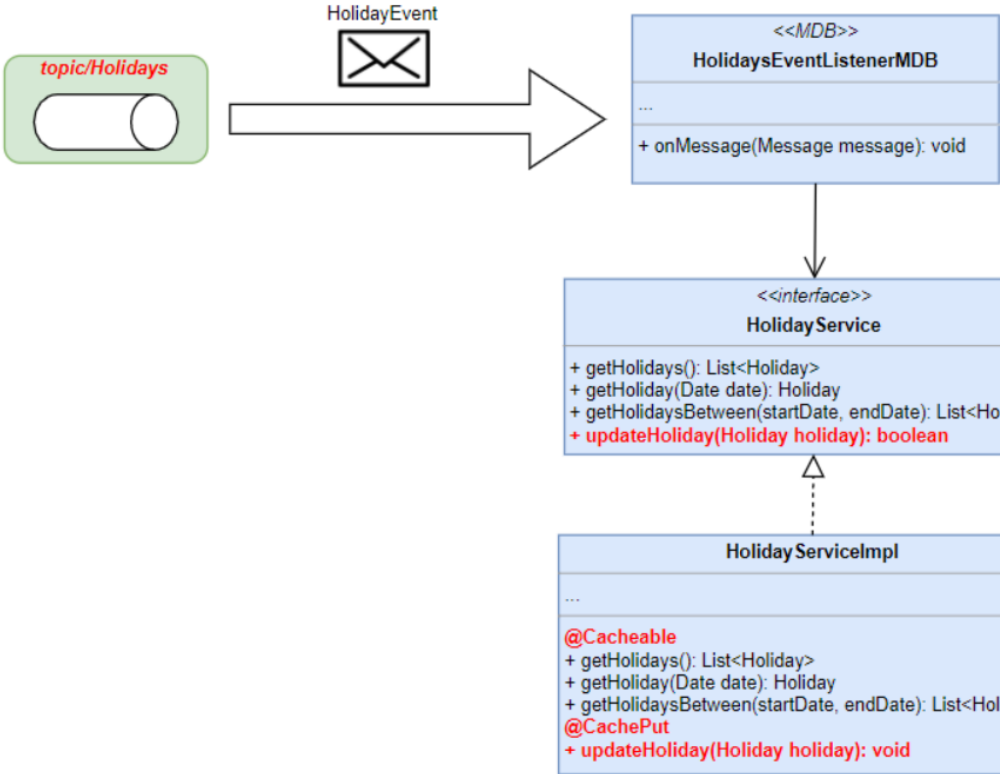 HolidayEvent
topic/Holidays
<<MDB>>
HolidaysEventListenerMDB
...
+ onMessage(Message message): void
<<interface>>
HolidayService
+ getHolidays(): List<Holiday>
+ getHoliday(Date date): Holiday
+ getHolidaysBetween(startDate, endDate): List<Ho
+ updateHoliday(Holiday holiday): boolean
HolidayServiceImpl
...
@Cacheable
+ getHolidays(): List<Holiday>
+ getHoliday(Date date): Holiday
+ getHolidaysBetween(startDate, endDate): List<Hol
@CachePut
+ updateHoliday(Holiday holiday): void